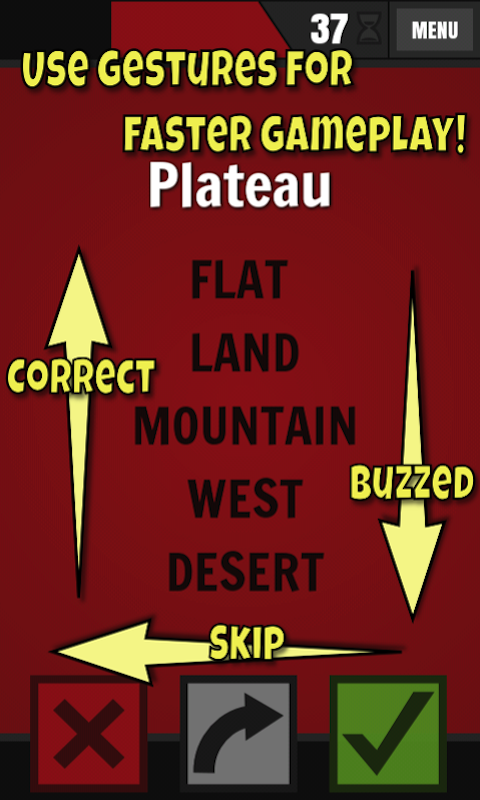 37
MENU
USE GESTURES FOR
FASTER GAMEPLAY!
Plateau
FLAT
LAND
CORRECT
MOUNTAIN
BUZZED
WEST
DESERT
SKIP